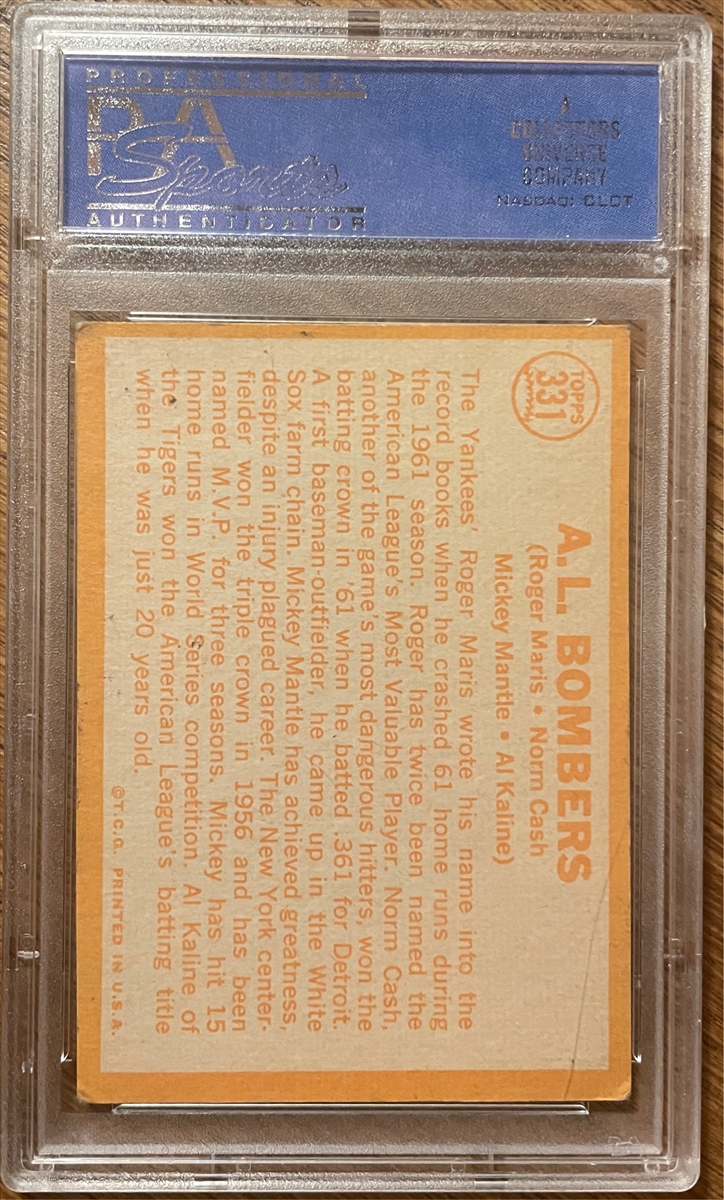 PROFESSIONAL
PSA
Sports
AUTHENTICATOR
A
COLLECTORS
UNIVERSE
COMPANY
NASDAQ: CLCT
TOPPS
331
A. L. BOMBERS
(Roger Maris • Norm Cash
Mickey Mantle • Al Kaline)
The Yankees' Roger Maris wrote his name into the
record books when he crashed 61 home runs during
the 1961 season. Roger has twice been named the
American League's Most Valuable Player. Norm Cash,
another of the game's most dangerous hitters, won the
batting crown in '61 when he batted .361 for Detroit.
A first baseman-outfielder, he came up in the White
Sox farm chain. Mickey Mantle has achieved greatness,
despite an injury plagued career. The New York center-
fielder won the triple crown in 1956 and has been
named M.V.P. for three seasons. Mickey has hit 15
home runs in World Series competition. Al Kaline of
the Tigers won the American League's batting title
when he was just 20 years old.
©T.C.G. PRINTED IN U.S.A.